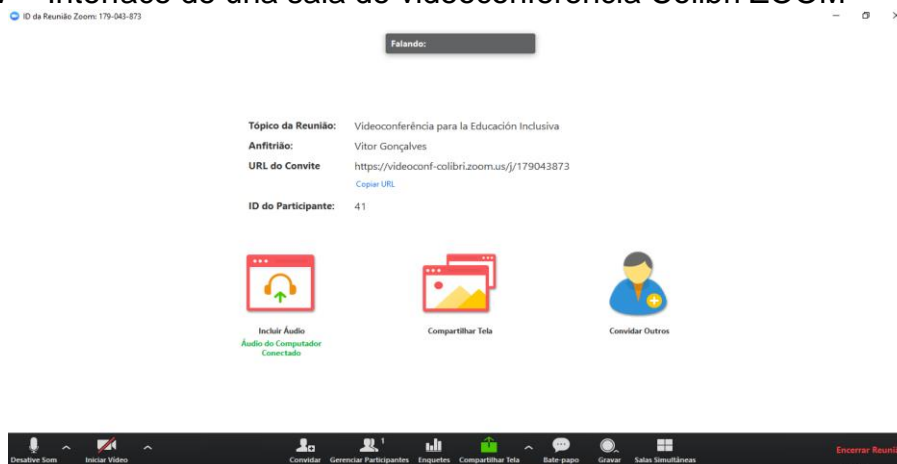 Interface de una sala de videoconferencia Colibri ZOOM
ID da Reunião Zoom: 179-043-873
Falando:
Tópico da Reunião: Videoconferência para la Educación Inclusiva
Anfitrião: Vitor Gonçalves
URL do Convite https://videoconf-colibri.zoom.us/j/179043873
Copiar URL
ID do Participante: 41
Incluir Áudio Compartilhar Tela Convidar Outros
Áudio do Computador
Conectado
1
Desative Som Iniciar Vídeo Convidar Gerenciar Participantes Enquetes Compartilhar Tela Bate-papo Gravar Salas Simultâneas Encerrar